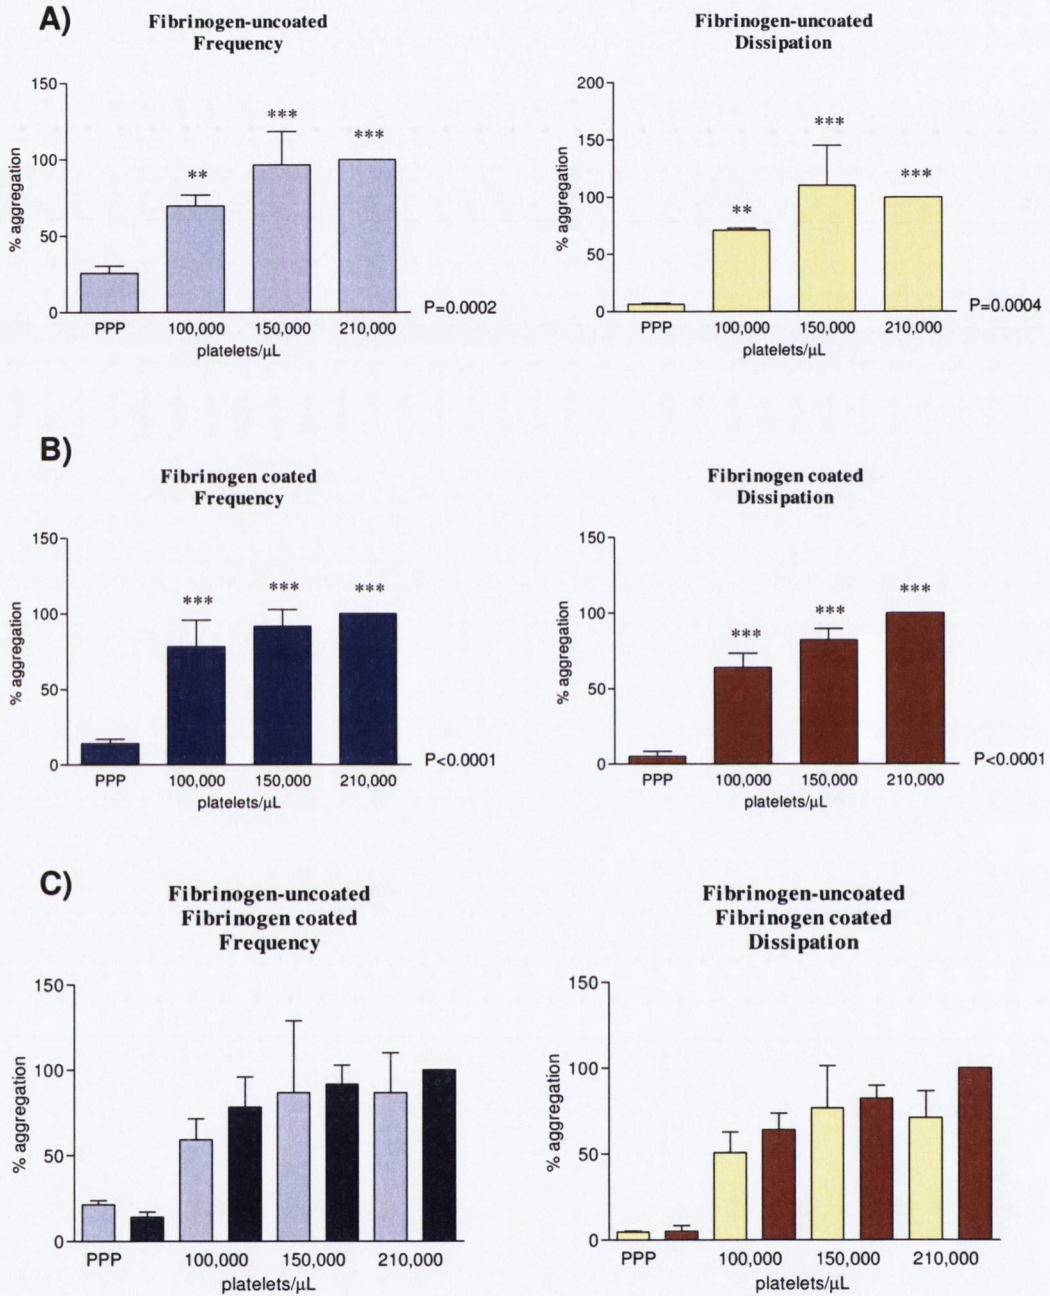 A)
Fibrinogen-uncoated
Frequency
% aggregation
150
100
50
0
**
***
***
PPP 100,000 150,000 210,000
platelets/µL
P=0.0002
Fibrinogen-uncoated
Dissipation
% aggregation
200
150
100
50
0
**
***
***
PPP 100,000 150,000 210,000
platelets/µL
P=0.0004
B)
Fibrinogen coated
Frequency
% aggregation
150
100
50
0
***
***
***
PPP 100,000 150,000 210,000
platelets/µL
P<0.0001
Fibrinogen coated
Dissipation
% aggregation
150
100
50
0
***
***
***
PPP 100,000 150,000 210,000
platelets/µL
P<0.0001
C)
Fibrinogen-uncoated
Fibrinogen coated
Frequency
% aggregation
150
100
50
0
PPP 100,000 150,000 210,000
platelets/µL
Fibrinogen-uncoated
Fibrinogen coated
Dissipation
% aggregation
150
100
50
0
PPP 100,000 150,000 210,000
platelets/µL